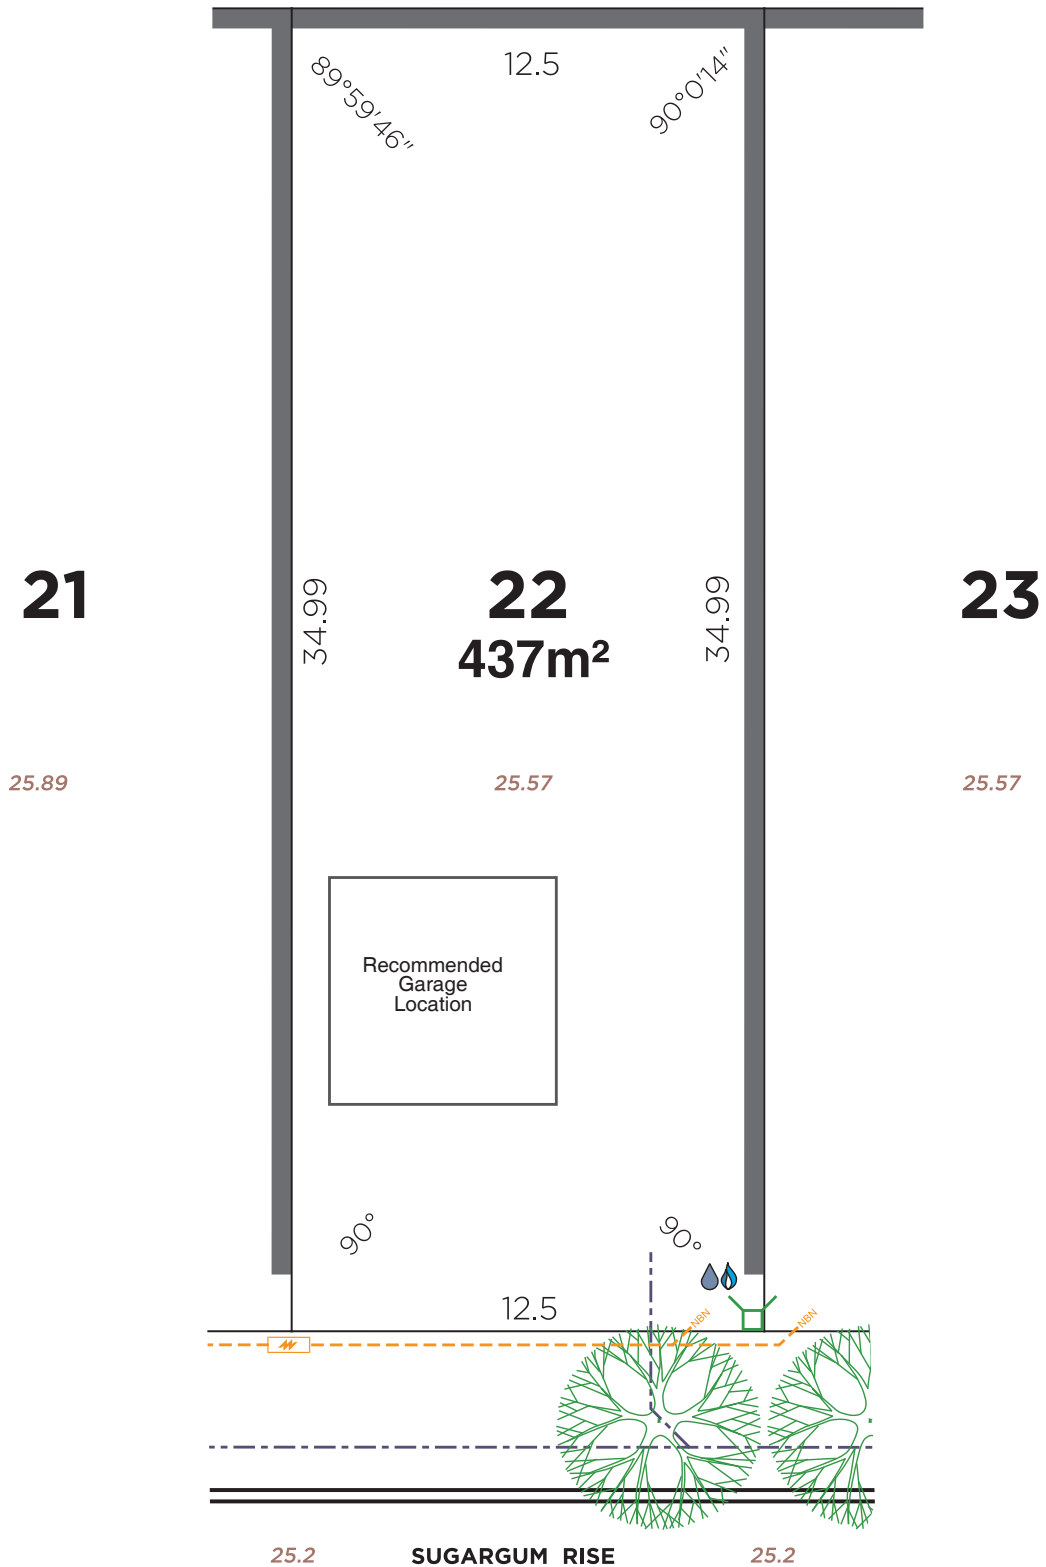 12.5
89°59'46"
90°0'14"
21
34.99
22
437m²
34.99
23
25.89
25.57
25.57
Recommended
Garage
Location
90°
90°
12.5
NBN
NBN
25.2
SUGARGUM RISE
25.2